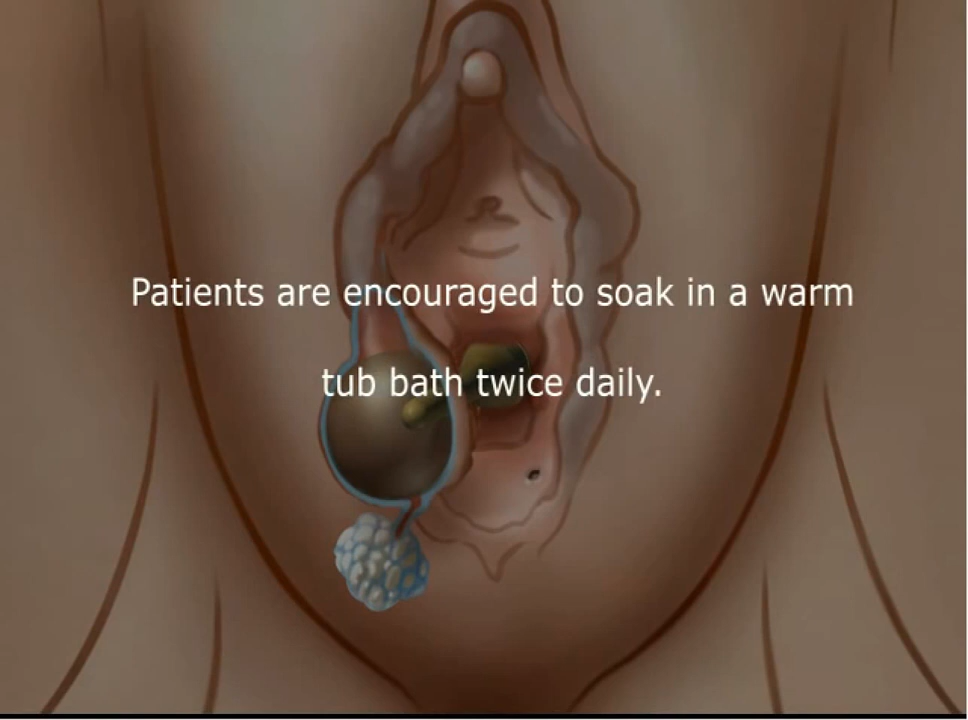 Patients are encouraged to soak in a warm
tub bath twice daily.